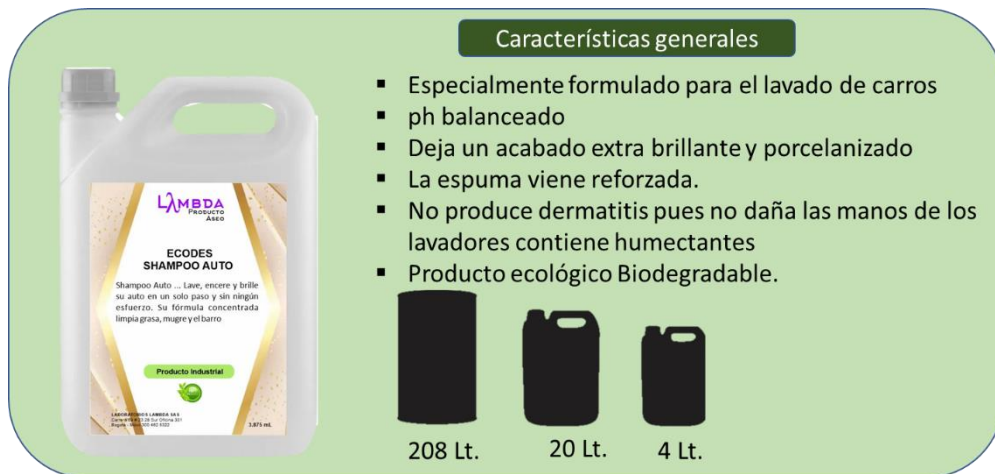 Características generales
▪ Especialmente formulado para el lavado de carros
▪ ph balanceado
▪ Deja un acabado extra brillante y porcelanizado
▪ La espuma viene reforzada.
▪ No produce dermatitis pues no daña las manos de los
lavadores contiene humectantes
▪ Producto ecológico Biodegradable.
LλMBDA
PRODUCTO
ASEO
ECODES
SHAMPOO AUTO
Shampoo Auto ... Lave, encere y brille
su auto en un solo paso y sin ningún
esfuerzo. Su fórmula concentrada
limpia grasa, mugre y el barro
Producto Industrial
LABORATORIOS LAMBDA SAS
3.875 mL
208 Lt.
20 Lt.
4 Lt.